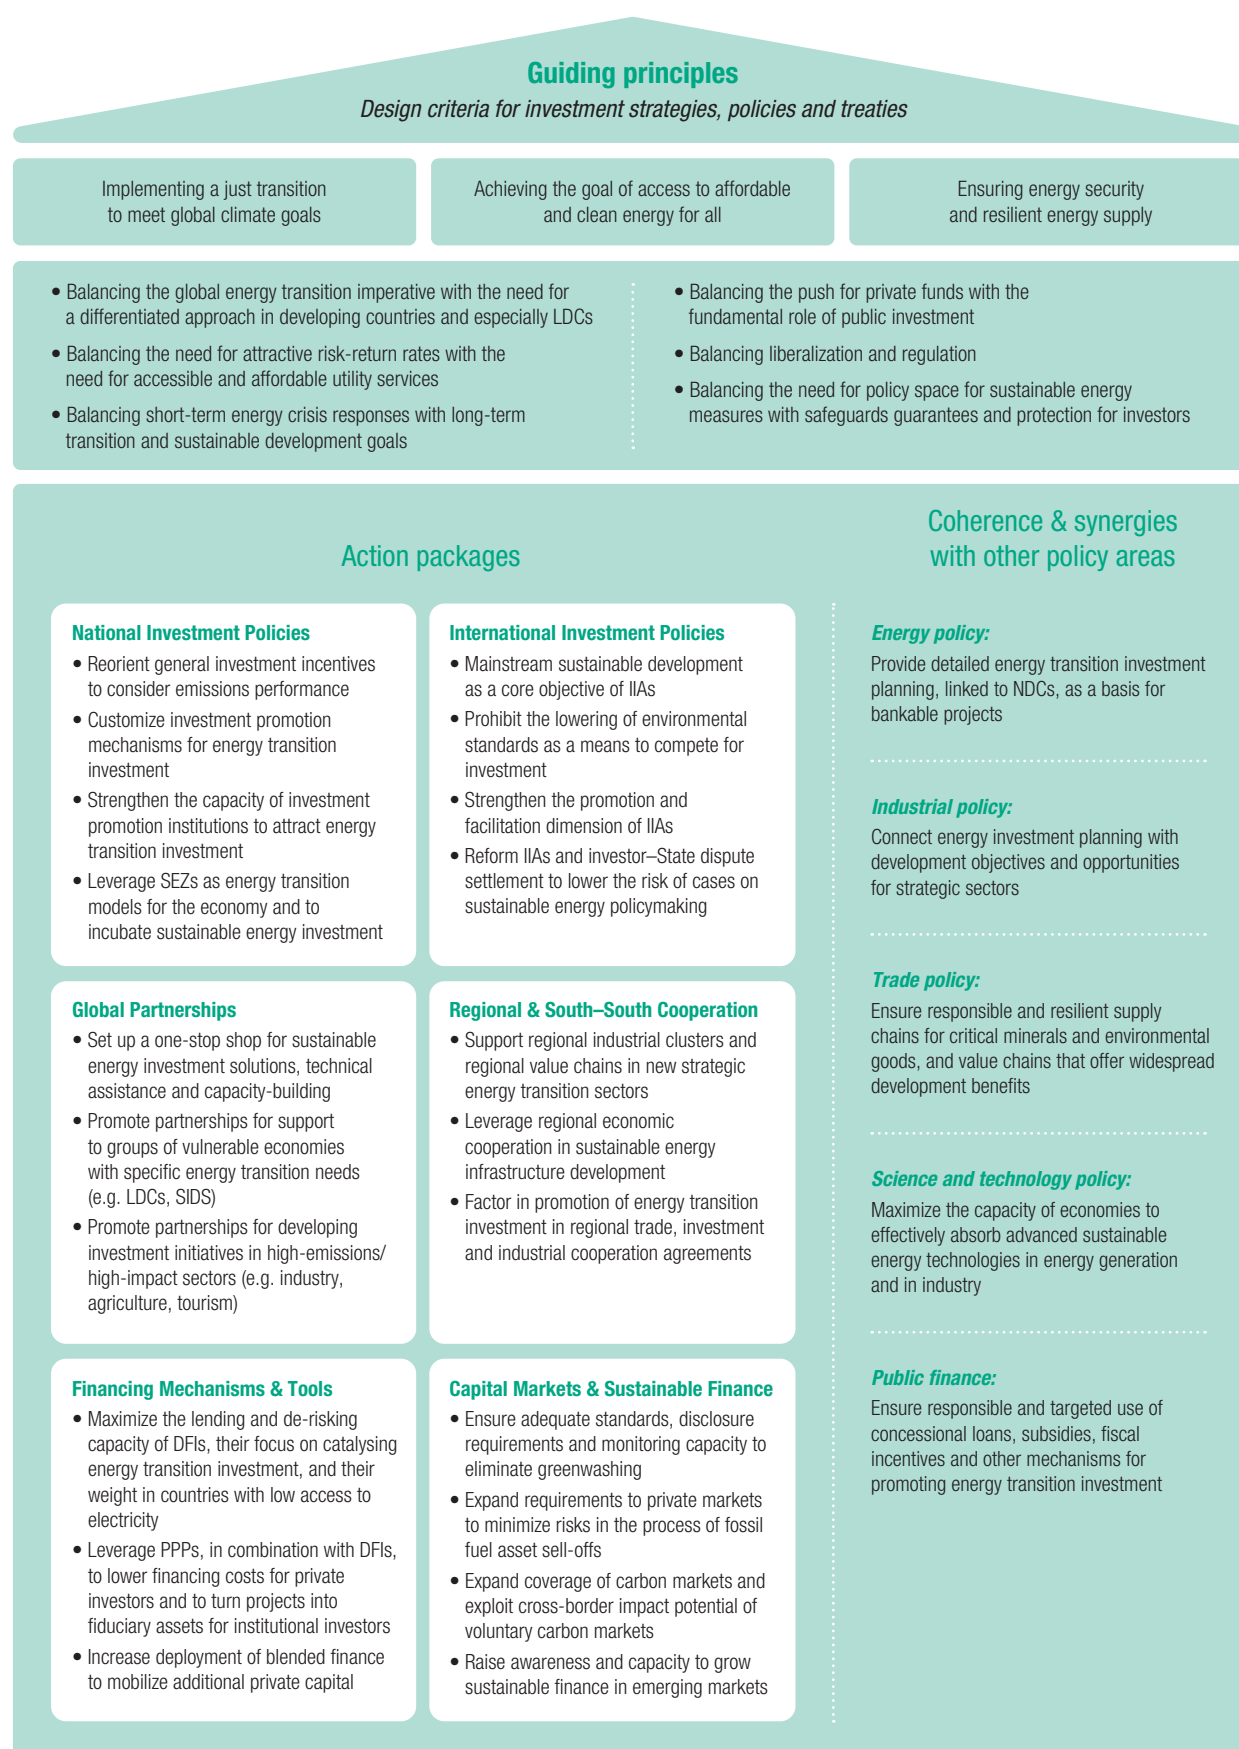 Guiding principles
Design criteria for investment strategies, policies and treaties
Implementing a just transition
to meet global climate goals
Achieving the goal of access to affordable
and clean energy for all
Ensuring energy security
and resilient energy supply
• Balancing the global energy transition imperative with the need for
a differentiated approach in developing countries and especially LDCs
• Balancing the need for attractive risk-return rates with the
need for accessible and affordable utility services
• Balancing short-term energy crisis responses with long-term
transition and sustainable development goals
• Balancing the push for private funds with the
fundamental role of public investment
• Balancing liberalization and regulation
• Balancing the need for policy space for sustainable energy
measures with safeguards guarantees and protection for investors
Action packages
National Investment Policies
• Reorient general investment incentives
to consider emissions performance
• Customize investment promotion
mechanisms for energy transition
investment
• Strengthen the capacity of investment
promotion institutions to attract energy
transition investment
• Leverage SEZs as energy transition
models for the economy and to
incubate sustainable energy investment
International Investment Policies
• Mainstream sustainable development
as a core objective of IIAs
• Prohibit the lowering of environmental
standards as a means to compete for
investment
• Strengthen the promotion and
facilitation dimension of IIAs
• Reform IIAs and investor–State dispute
settlement to lower the risk of cases on
sustainable energy policymaking
Global Partnerships
• Set up a one-stop shop for sustainable
energy investment solutions, technical
assistance and capacity-building
• Promote partnerships for support
to groups of vulnerable economies
with specific energy transition needs
(e.g. LDCs, SIDS)
• Promote partnerships for developing
investment initiatives in high-emissions/
high-impact sectors (e.g. industry,
agriculture, tourism)
Regional & South–South Cooperation
• Support regional industrial clusters and
regional value chains in new strategic
energy transition sectors
• Leverage regional economic
cooperation in sustainable energy
infrastructure development
• Factor in promotion of energy transition
investment in regional trade, investment
and industrial cooperation agreements
Financing Mechanisms & Tools
• Maximize the lending and de-risking
capacity of DFIs, their focus on catalysing
energy transition investment, and their
weight in countries with low access to
electricity
• Leverage PPPs, in combination with DFIs,
to lower financing costs for private
investors and to turn projects into
fiduciary assets for institutional investors
• Increase deployment of blended finance
to mobilize additional private capital
Capital Markets & Sustainable Finance
• Ensure adequate standards, disclosure
requirements and monitoring capacity to
eliminate greenwashing
• Expand requirements to private markets
to minimize risks in the process of fossil
fuel asset sell-offs
• Expand coverage of carbon markets and
exploit cross-border impact potential of
voluntary carbon markets
• Raise awareness and capacity to grow
sustainable finance in emerging markets
Coherence & synergies
with other policy areas
Energy policy:
Provide detailed energy transition investment
planning, linked to NDCs, as a basis for
bankable projects
Industrial policy:
Connect energy investment planning with
development objectives and opportunities
for strategic sectors
Trade policy:
Ensure responsible and resilient supply
chains for critical minerals and environmental
goods, and value chains that offer widespread
development benefits
Science and technology policy:
Maximize the capacity of economies to
effectively absorb advanced sustainable
energy technologies in energy generation
and in industry
Public finance:
Ensure responsible and targeted use of
concessional loans, subsidies, fiscal
incentives and other mechanisms for
promoting energy transition investment